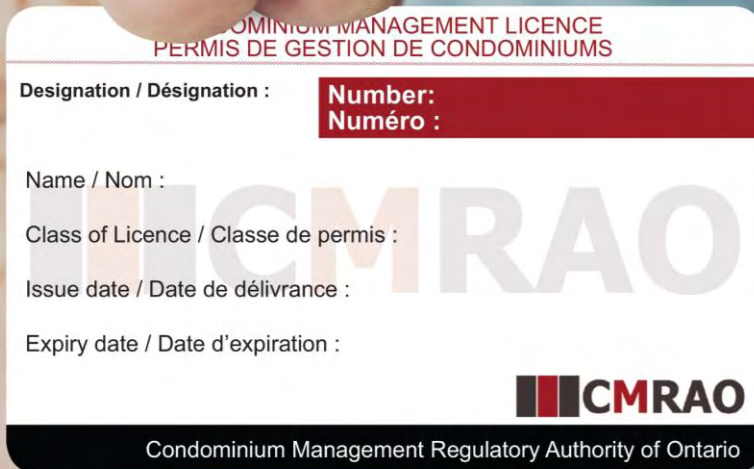 MANAGEMENT LICENCE
PERMIS DE GESTION DE CONDOMINIUMS
Designation / Désignation :
Number:
Numéro :
Name / Nom :
CMRAO
Class of Licence / Classe de permis :
Issue date / Date de délivrance :
Expiry date / Date d'expiration :
CMRAO
Condominium Management Regulatory Authority of Ontario